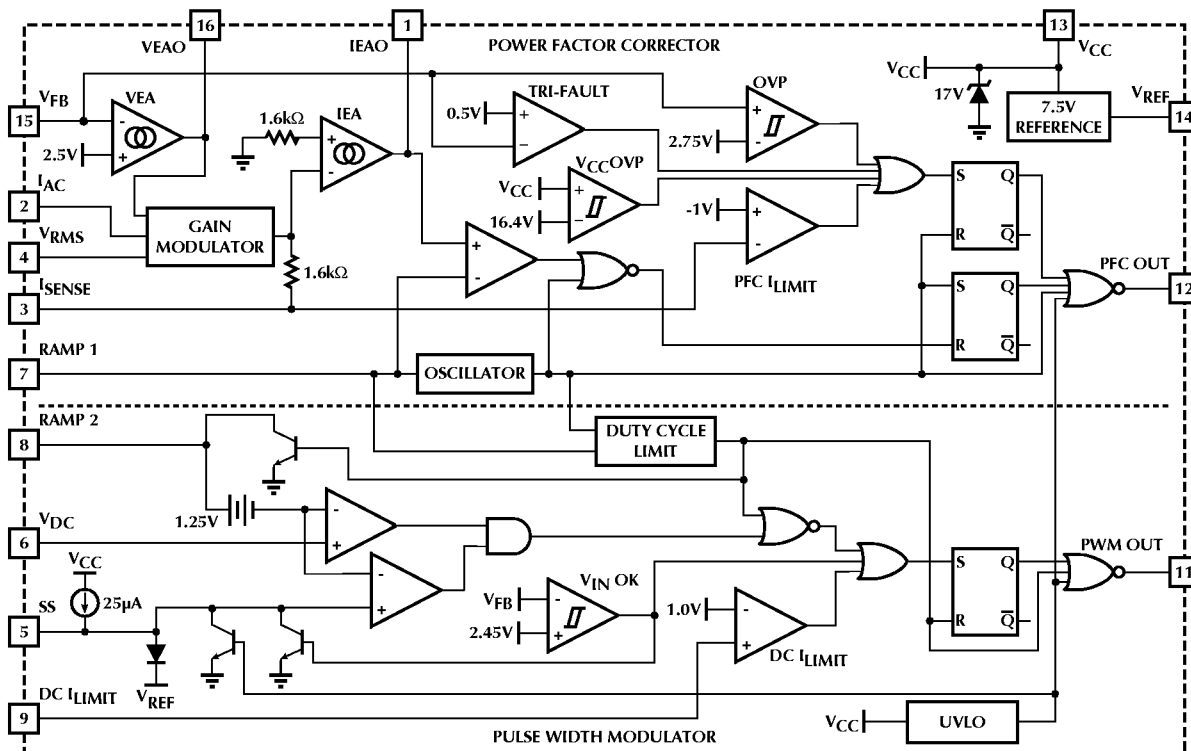 16
1
13
VEAO
IEAO
POWER FACTOR CORRECTOR
VCC
VFB
15
VEA
2.5V
1.6kΩ
IEA
0.5V
TRI-FAULT
OVP
2.75V
VCC
17V
7.5V
REFERENCE
VREF
14
IAC
2
VRMS
4
GAIN
MODULATOR
1.6kΩ
ISENSE
3
VCC OVP
VCC
16.4V
-1V
PFC ILIMIT
S
Q
R
Q
S
Q
R
Q
PFC OUT
12
RAMP 1
7
OSCILLATOR
RAMP 2
8
DUTY CYCLE
LIMIT
1.25V
VDC
6
VCC
25µA
SS
5
VREF
VIN OK
VFB
2.45V
1.0V
DC ILIMIT
S
Q
R
Q
PWM OUT
11
DC ILIMIT
9
VCC
UVLO
PULSE WIDTH MODULATOR